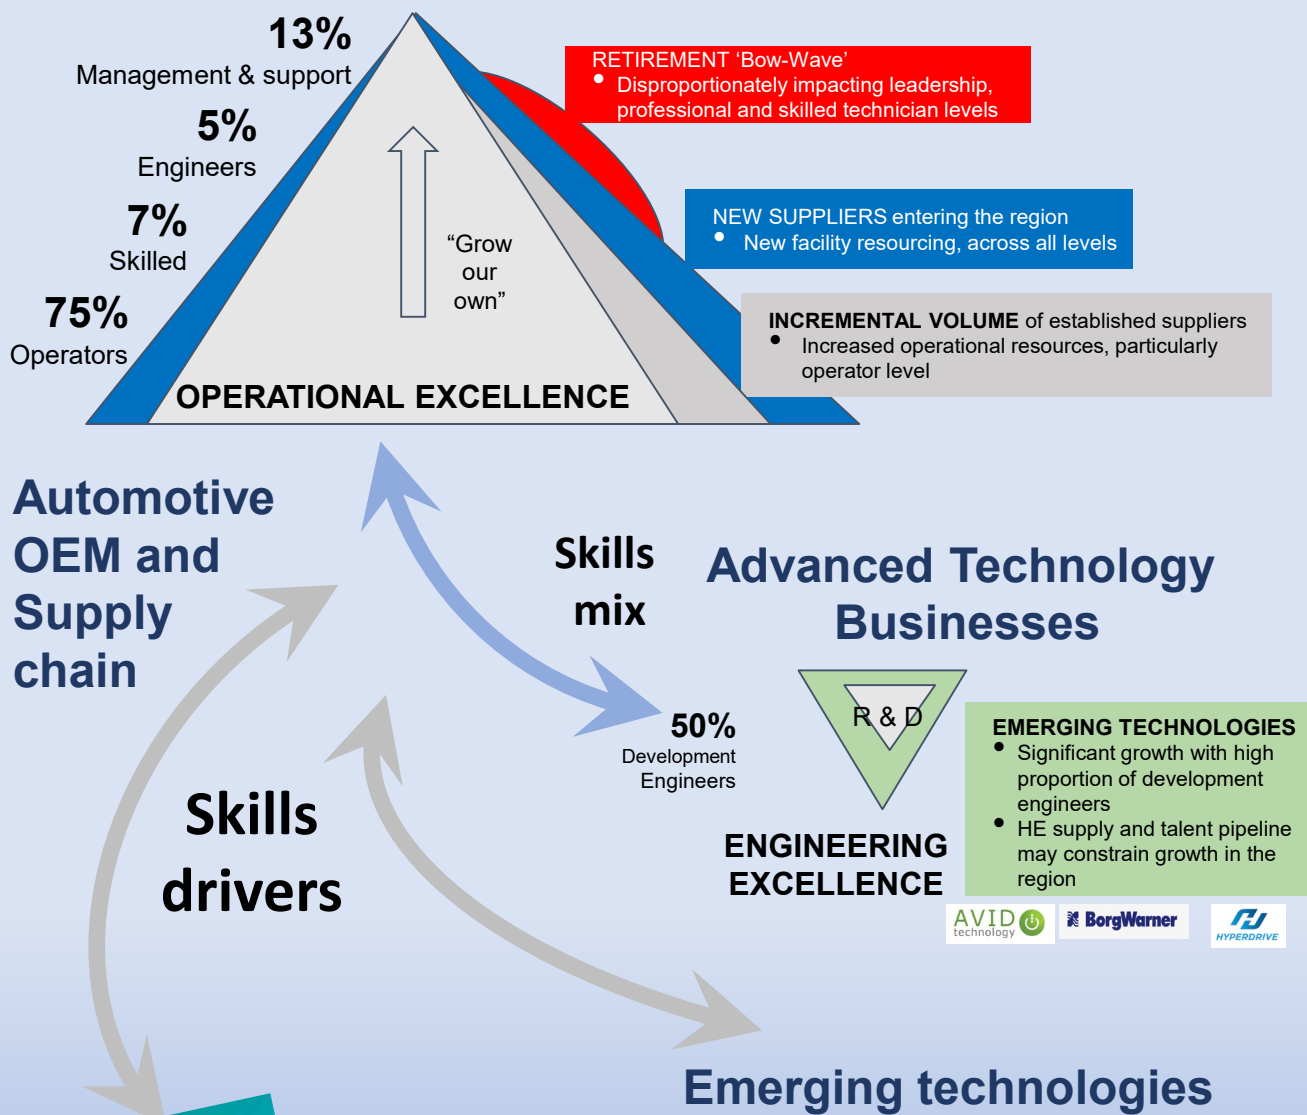 13%
Management & support
5%
Engineers
7%
Skilled
75%
Operators
“Grow
our
own”
OPERATIONAL EXCELLENCE
RETIREMENT ‘Bow-Wave’
• Disproportionately impacting leadership,
professional and skilled technician levels
NEW SUPPLIERS entering the region
• New facility resourcing, across all levels
INCREMENTAL VOLUME of established suppliers
• Increased operational resources, particularly
operator level
Automotive
OEM and
Supply
chain
Skills
mix
Advanced Technology
Businesses
R & D
50%
Development
Engineers
ENGINEERING
EXCELLENCE
EMERGING TECHNOLOGIES
• Significant growth with high
proportion of development
engineers
• HE supply and talent pipeline
may constrain growth in the
region
AVID
technology
BorgWarner
HYPERDRIVE
Skills
drivers
Emerging technologies